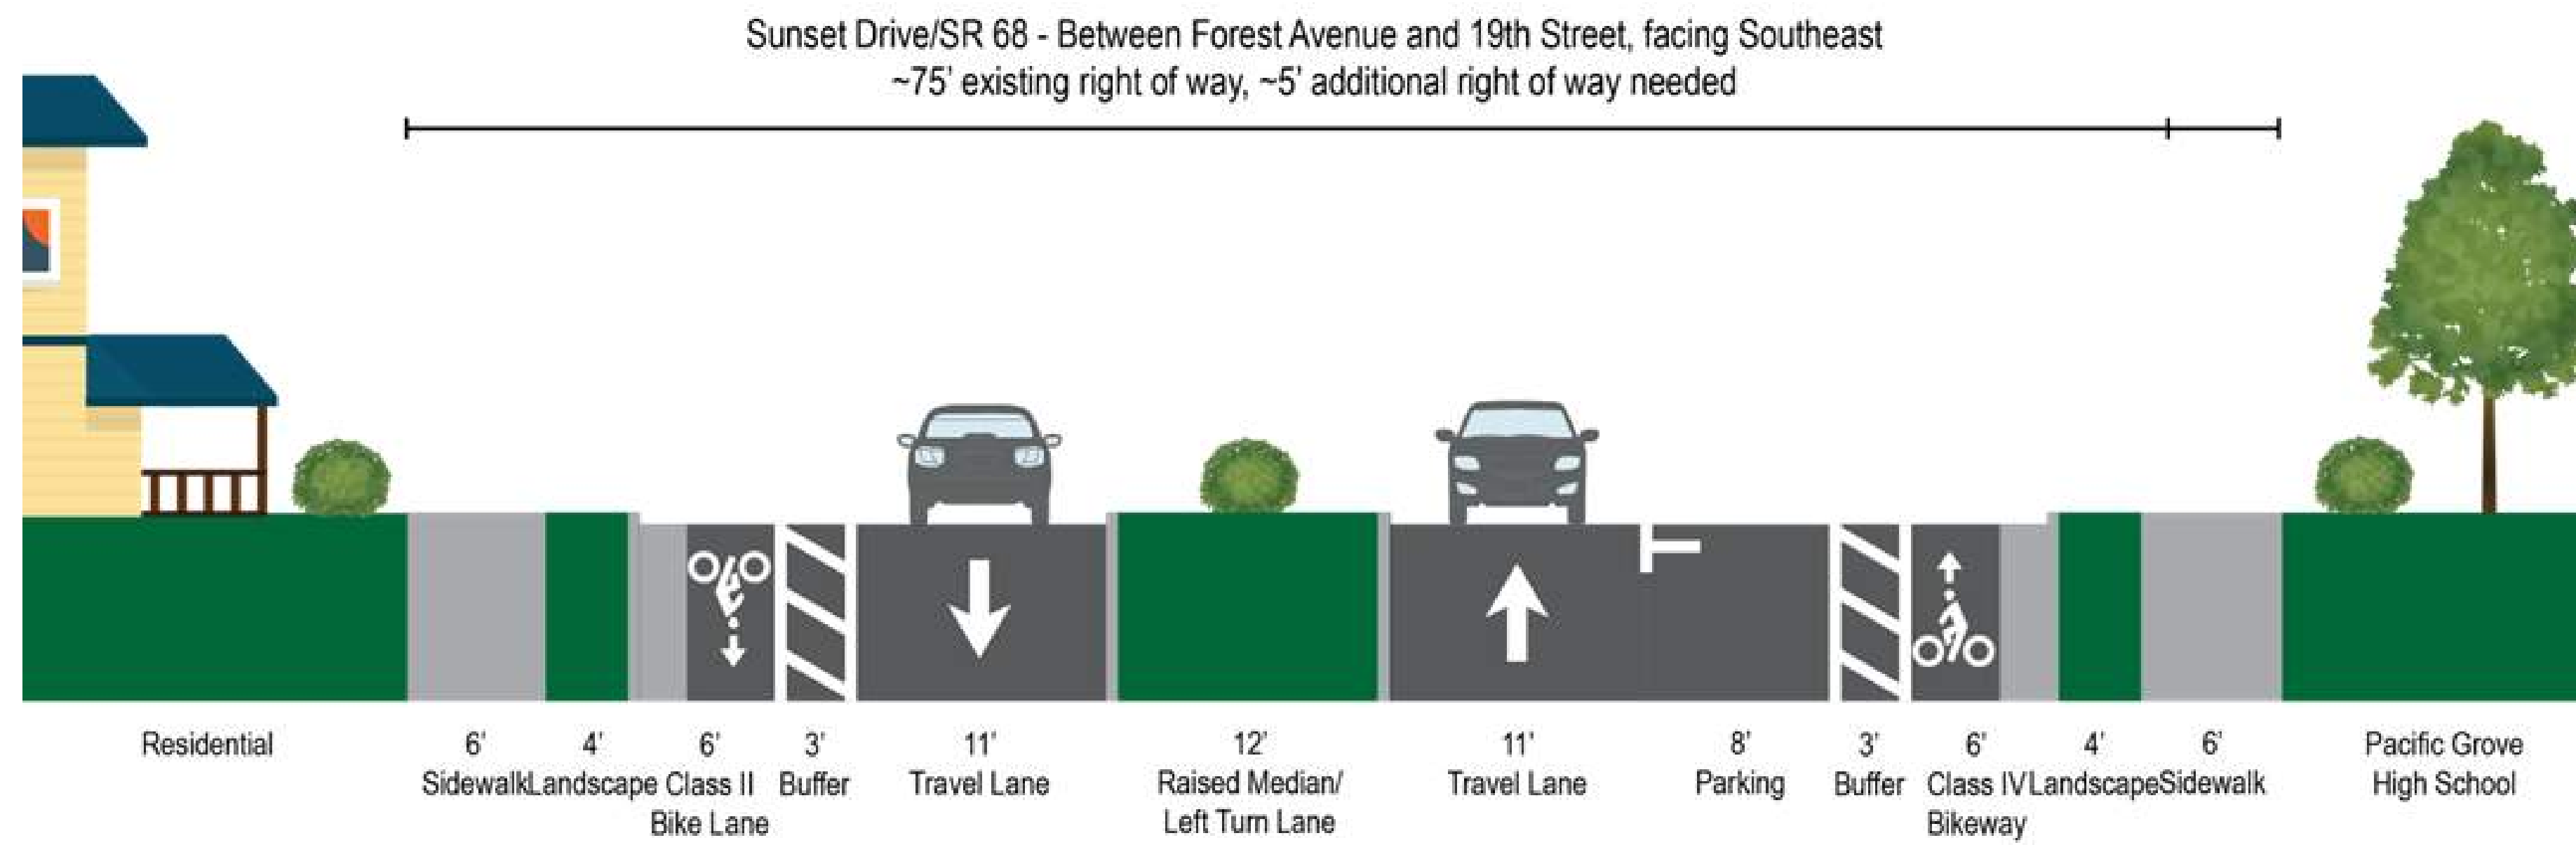 Sunset Drive/SR 68 - Between Forest Avenue and 19th Street, facing Southeast
~75' existing right of way, ~5' additional right of way needed
Residential
6'
Sidewalk
4'
Landscape
6'
Class II
Bike Lane
3'
Buffer
11'
Travel Lane
12'
Raised Median/
Left Turn Lane
11'
Travel Lane
8'
Parking
3'
Buffer
6'
Class IV
Bikeway
4'
Landscape
6'
Sidewalk
Pacific Grove
High School